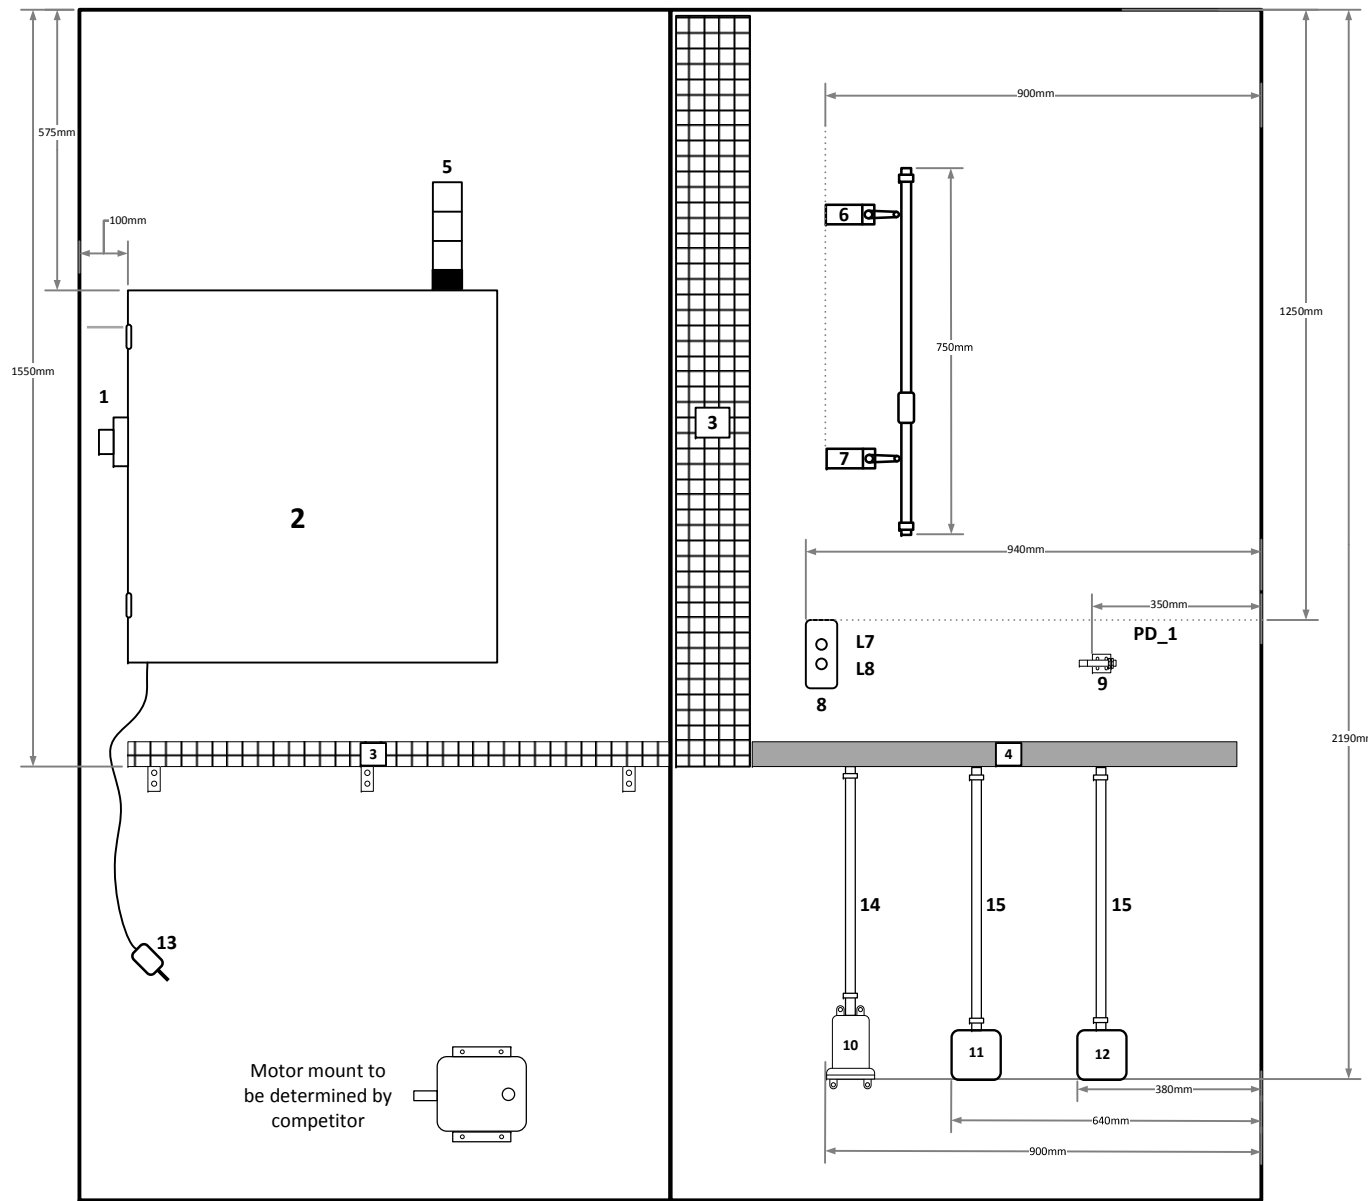 900mm
575mm
5
100mm
6
1250mm
750mm
1550mm
1
3
7
2
940mm
350mm
PD_1
L7
L8
9
8
2190mm
3
4
14
15
15
13
10
11
12
Motor mount to
be determined by
competitor
380mm
640mm
900mm